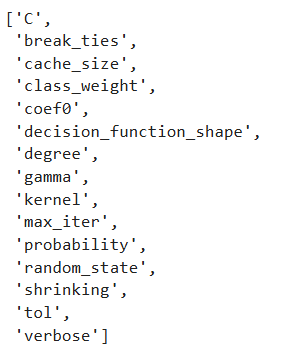 ['C',
'break_ties',
'cache_size',
'class_weight',
'coef0',
'decision_function_shape',
'degree',
'gamma',
'kernel',
'max_iter',
'probability',
'random_state',
'shrinking',
'tol',
'verbose']